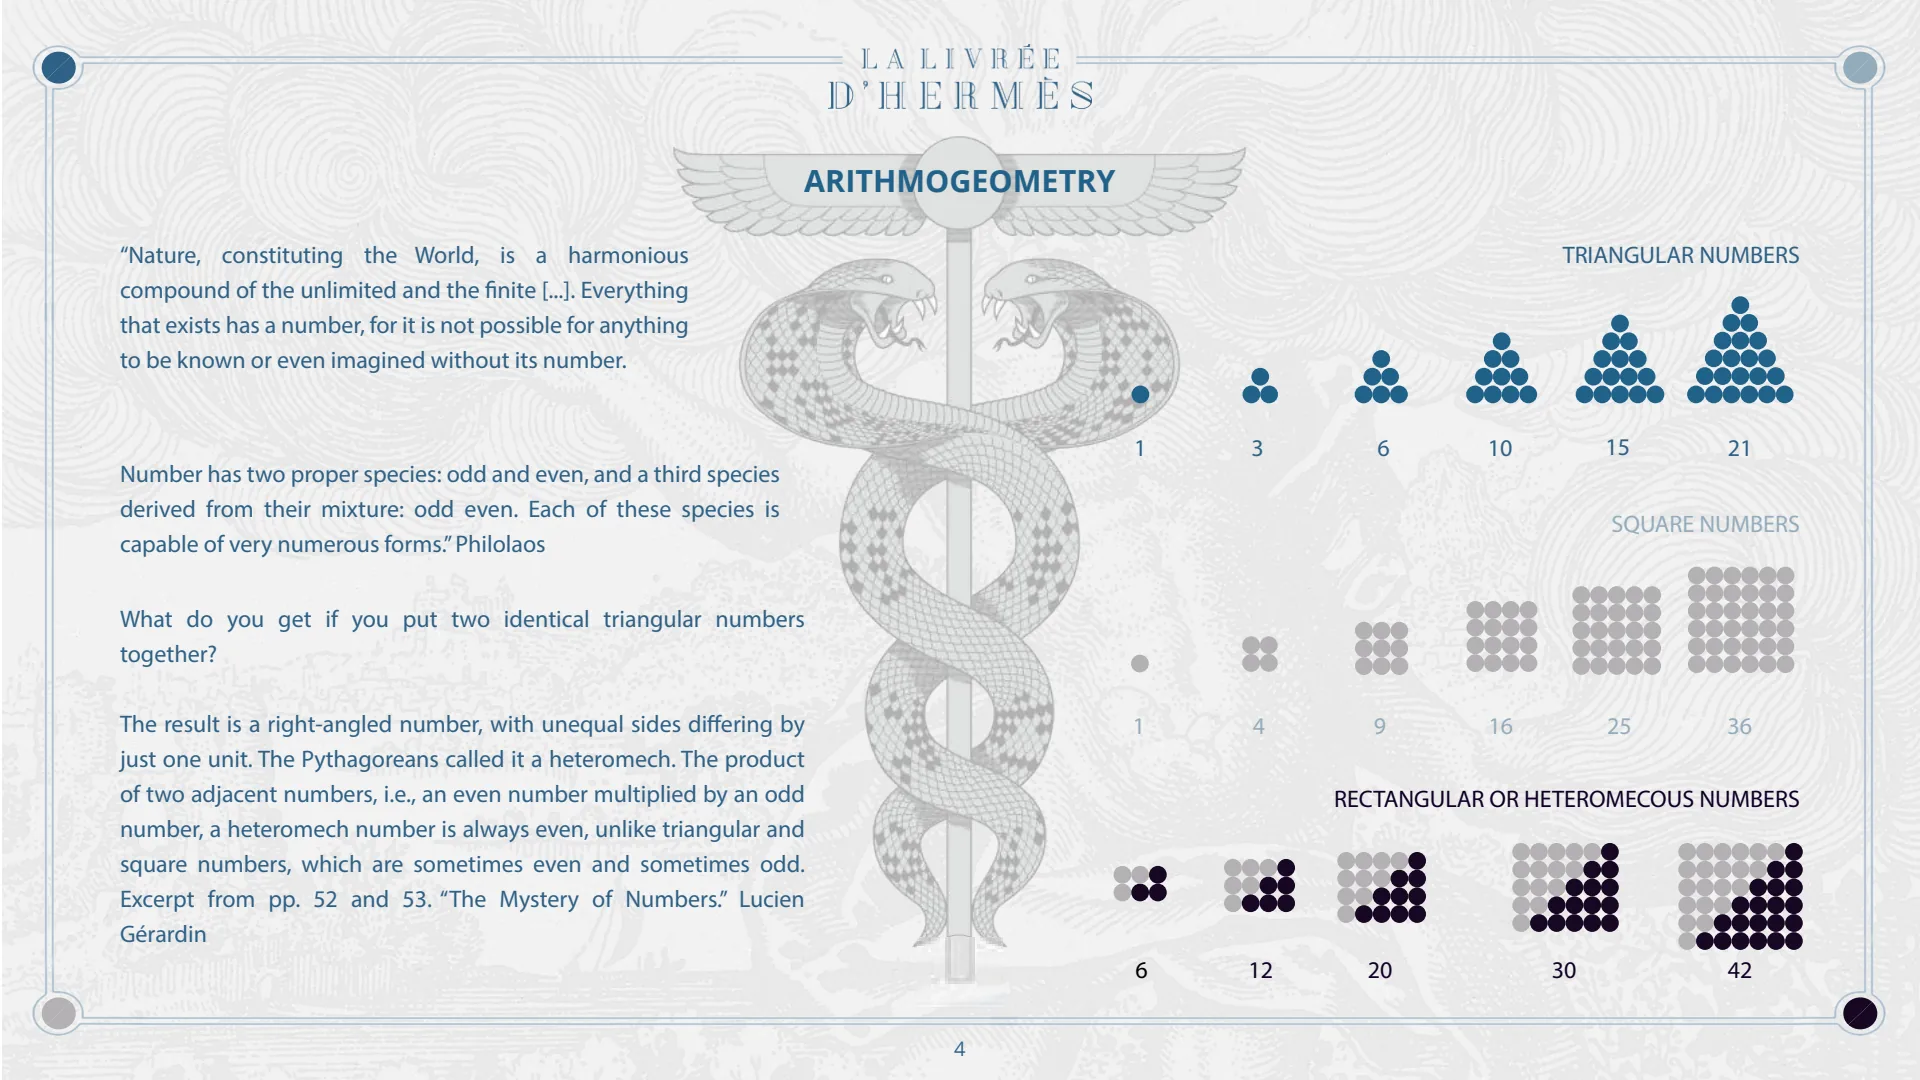 LA LIVRÉE
D’HERMÈS
ARITHMOGEOMETRY
“Nature, constituting the World, is a harmonious
compound of the unlimited and the finite [...]. Everything
that exists has a number, for it is not possible for anything
to be known or even imagined without its number.
Number has two proper species: odd and even, and a third species
derived from their mixture: odd even. Each of these species is
capable of very numerous forms.” Philolaos
What do you get if you put two identical triangular numbers
together?
The result is a right-angled number, with unequal sides differing by
just one unit. The Pythagoreans called it a heteromech. The product
of two adjacent numbers, i.e., an even number multiplied by an odd
number, a heteromech number is always even, unlike triangular and
square numbers, which are sometimes even and sometimes odd.
Excerpt from pp. 52 and 53. “The Mystery of Numbers.” Lucien
Gérardin
TRIANGULAR NUMBERS
1 3 6 10 15 21
SQUARE NUMBERS
1 4 9 16 25 36
RECTANGULAR OR HETEROMECOUS NUMBERS
6 12 20 30 42
4